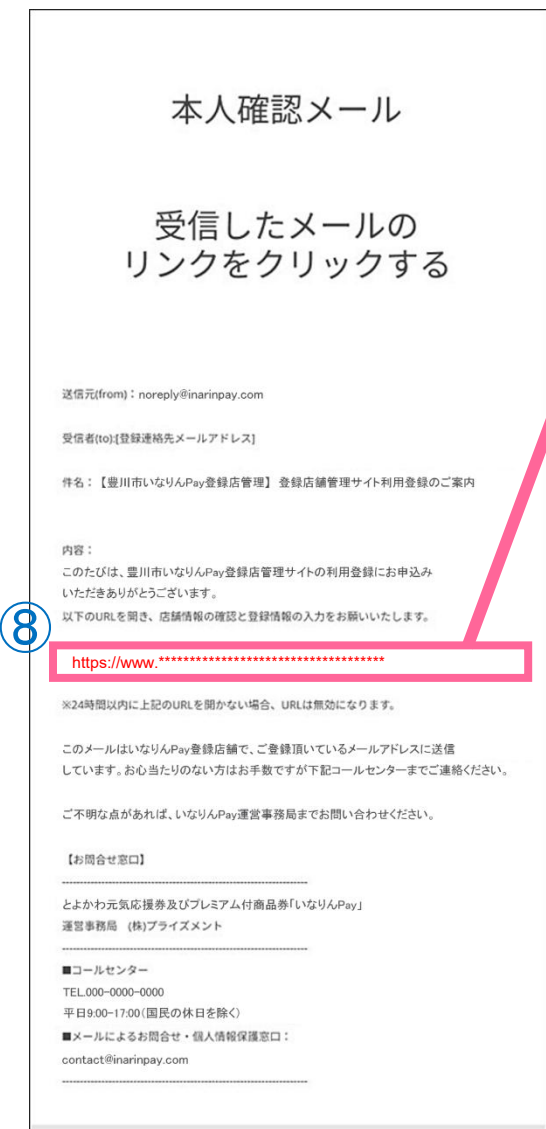 本人確認メール
受信したメールの
リンクをクリックする
送信元(from)：noreply@inarinpay.com
受信者(to):[登録連絡先メールアドレス]
件名：【豊川市いなりんPay登録店管理】登録店舗管理サイト利用登録のご案内
内容：
このたびは、豊川市いなりんPay登録店管理サイトの利用登録にお申込み
いただきありがとうございます。
⑧
以下のURLを開き、店舗情報の確認と登録情報の入力をお願いいたします。
https://www.*************************************
※24時間以内に上記のURLを開かない場合、URLは無効になります。
このメールはいなりんPay登録店舗で、ご登録頂いているメールアドレスに送信
しています。お心当たりのない方はお手数ですが下記コールセンターまでご連絡ください。
ご不明な点があれば、いなりんPay運営事務局までお問い合わせください。
【お問合せ窓口】
--------------------------------------------------------------------
とよかわ元気応援券及びプレミアム付商品券「いなりんPay」
運営事務局　(株)プライズメント
--------------------------------------------------------------------
■コールセンター
TEL.000-0000-0000
平日9:00-17:00(国民の休日を除く)
■メールによるお問合せ・個人情報保護窓口：
contact@inarinpay.com
--------------------------------------------------------------------